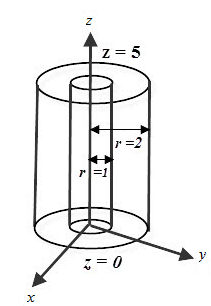 z
z = 5
r =2
r =1
z = 0
x
y